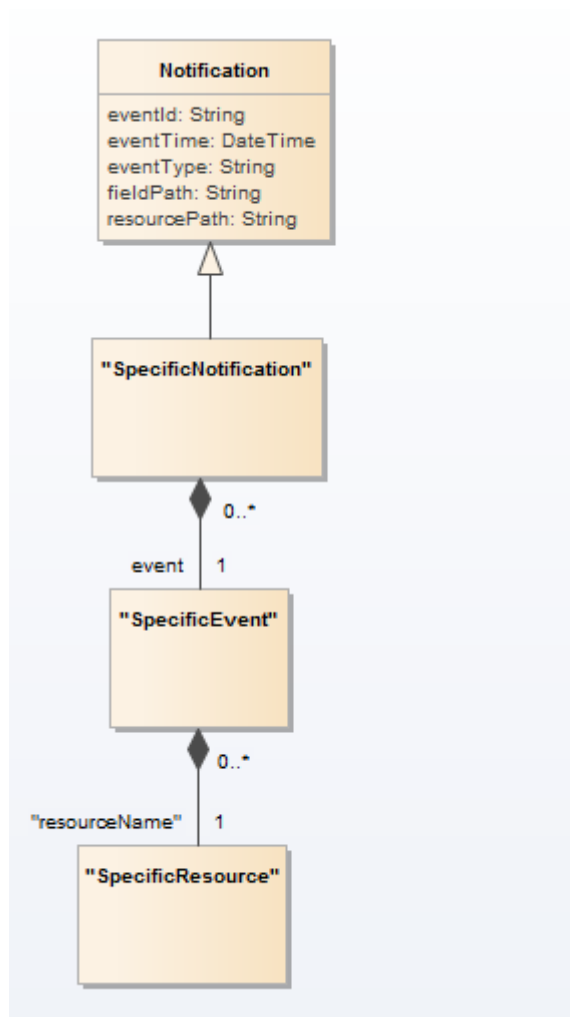 Notification
eventId: String
eventTime: DateTime
eventType: String
fieldPath: String
resourcePath: String
"SpecificNotification"
0..*
event 1
"SpecificEvent"
0..*
"resourceName" 1
"SpecificResource"